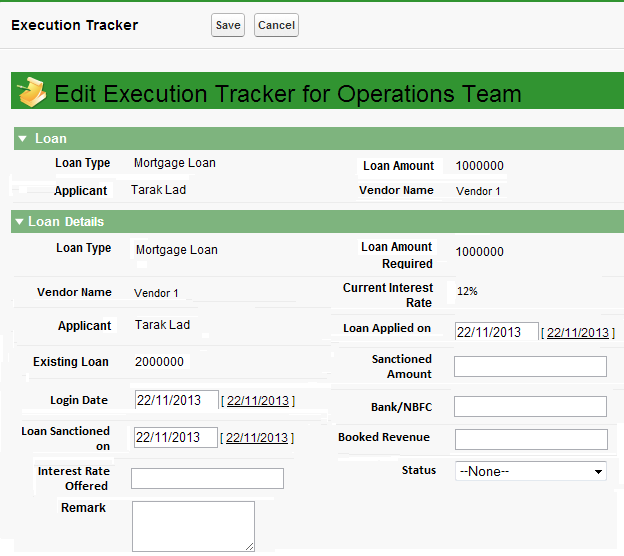 Execution Tracker Save Cancel
Edit Execution Tracker for Operations Team
Loan
Loan Type Mortgage Loan Loan Amount 1000000
Applicant Tarak Lad Vendor Name Vendor 1
Loan Details
Loan Type Mortgage Loan Loan Amount
Required 1000000
Vendor Name Vendor 1 Current Interest
Rate 12%
Applicant Tarak Lad Loan Applied on 22/11/2013 [ 22/11/2013 ]
Existing Loan 2000000 Sanctioned
Amount
Login Date 22/11/2013 [ 22/11/2013 ] Bank/NBFC
Loan Sanctioned
on 22/11/2013 [ 22/11/2013 ] Booked Revenue
Interest Rate
Offered Status --None--
Remark